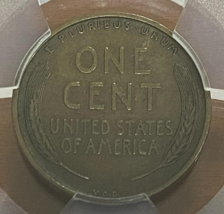 E·PLURIBUS·UNUM
ONE
CENT
UNITED STATES
OF AMERICA
V.D.B.